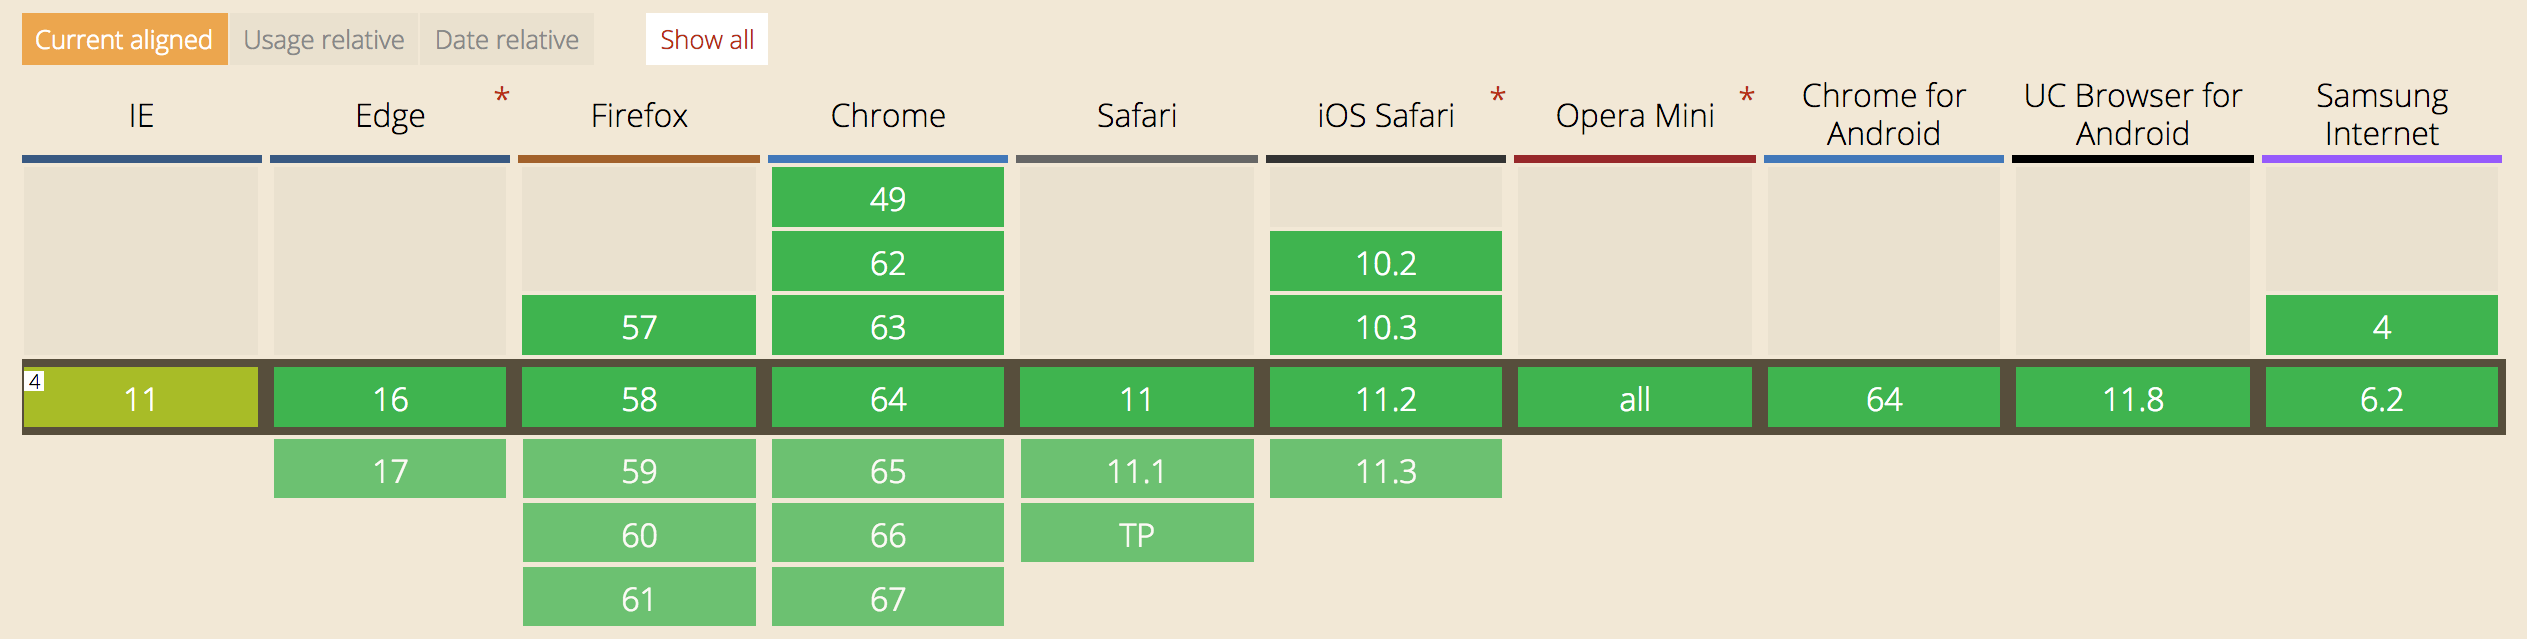 Current aligned Usage relative Date relative Show all
IE Edge * Firefox Chrome Safari iOS Safari * Opera Mini * Chrome for Android UC Browser for Android Samsung Internet
49
62 10.2
57 63 10.3 4
4 11 16 58 64 11 11.2 all 64 11.8 6.2
17 59 65 11.1 11.3
60 66 TP
61 67